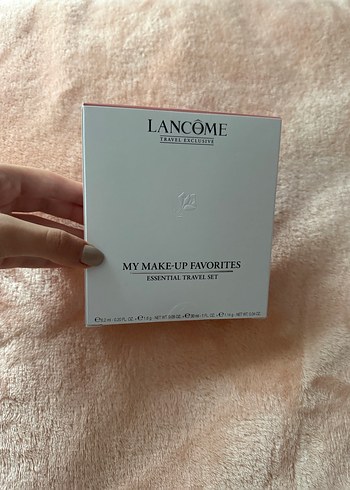 LANCÔME
TRAVEL EXCLUSIVE
MY MAKE-UP FAVORITES
ESSENTIAL TRAVEL SET